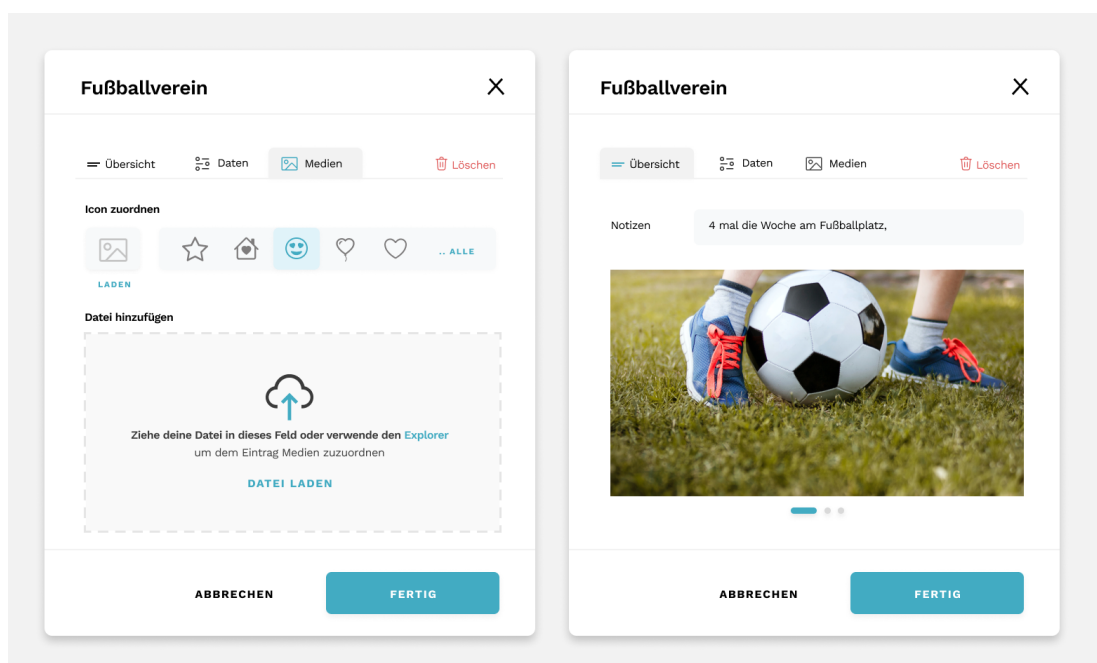 Fußballverein
Übersicht
Daten
Medien
Löschen
Icon zuordnen
.. ALLE
LADEN
Datei hinzufügen
Ziehe deine Datei in dieses Feld oder verwende den Explorer
um dem Eintrag Medien zuzuordnen
DATEI LADEN
ABBRECHEN
FERTIG
Fußballverein
Übersicht
Daten
Medien
Löschen
Notizen
4 mal die Woche am Fußballplatz,
ABBRECHEN
FERTIG